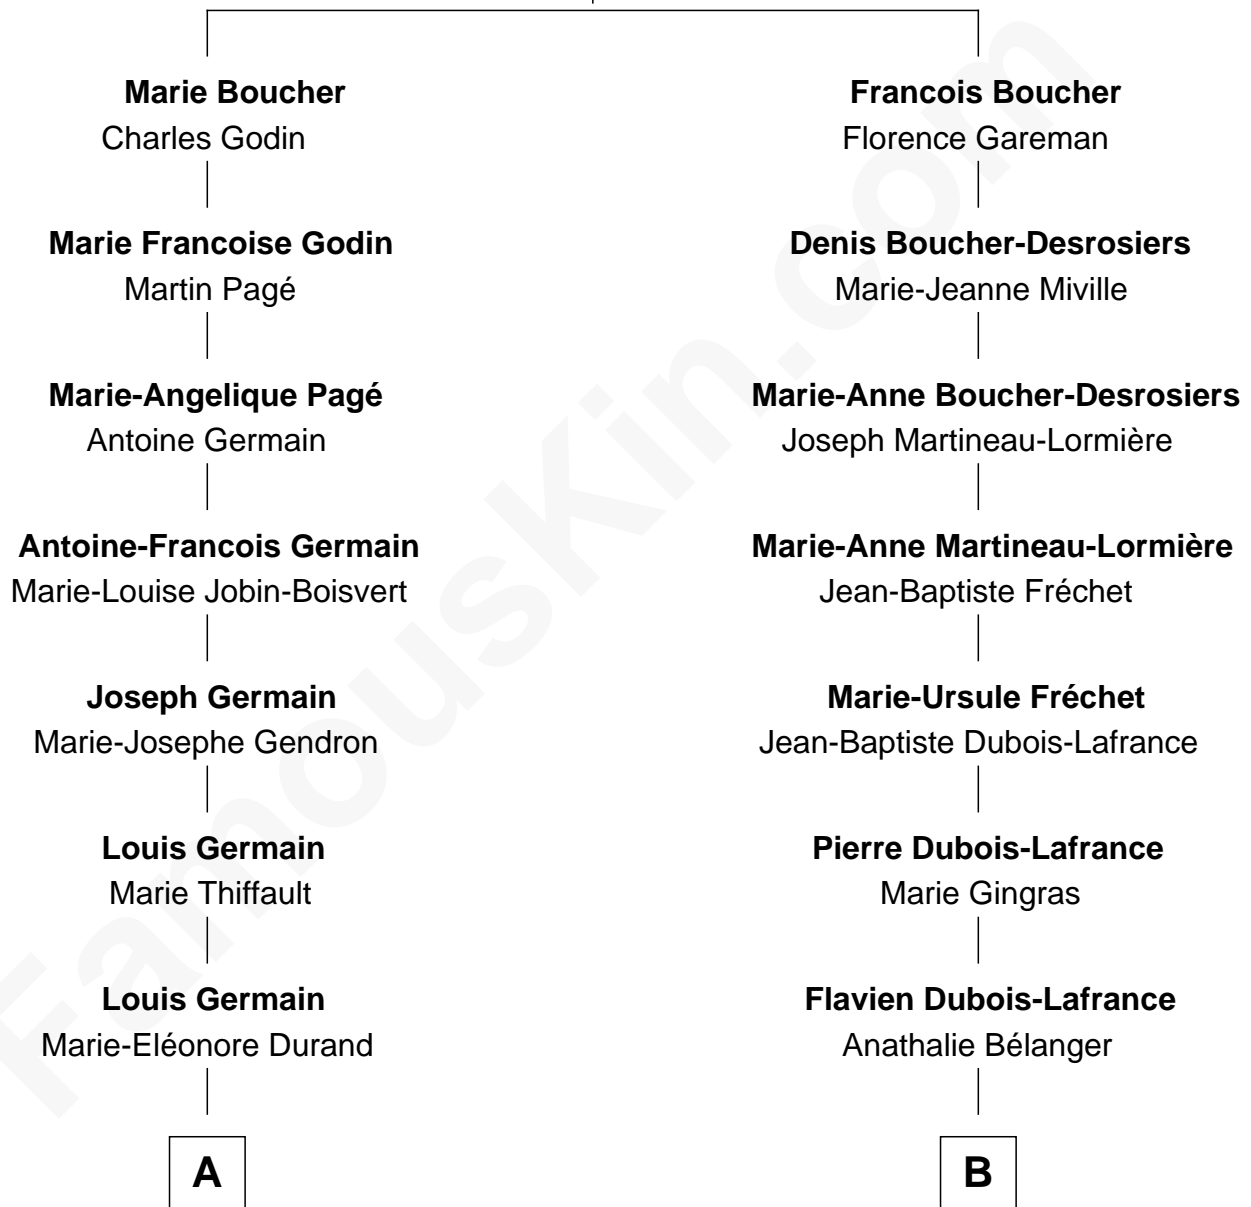 Marie Boucher
Charles Godin
Marie Francoise Godin
Martin Pagé
Marie-Angelique Pagé
Antoine Germain
Antoine-Francois Germain
Marie-Louise Jobin-Boisvert
Joseph Germain
Marie-Josephe Gendron
Louis Germain
Marie Thiffault
Louis Germain
Marie-Eléonore Durand
A
Francois Boucher
Florence Gareman
Denis Boucher-Desrosiers
Marie-Jeanne Miville
Marie-Anne Boucher-Desrosiers
Joseph Martineau-Lormière
Marie-Anne Martineau-Lormière
Jean-Baptiste Fréchet
Marie-Ursule Fréchet
Jean-Baptiste Dubois-Lafrance
Pierre Dubois-Lafrance
Marie Gingras
Flavien Dubois-Lafrance
Anathalie Bélanger
B
FamousKin.com